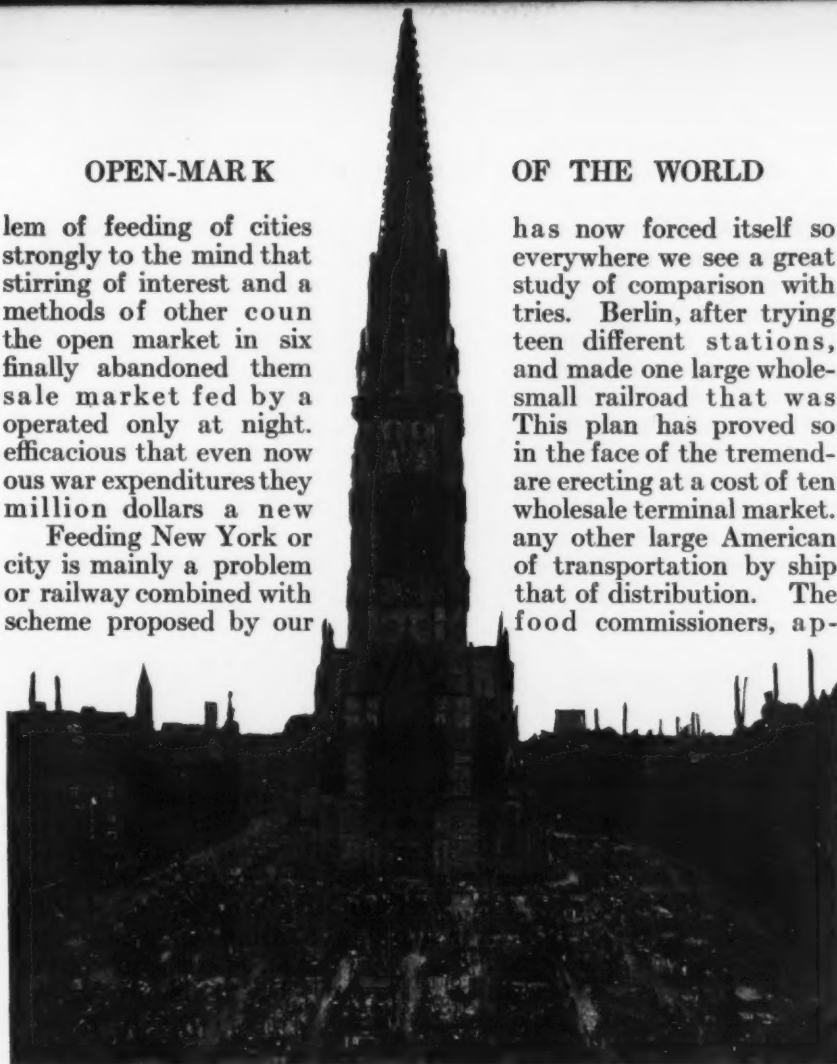 OPEN-MAR K OF THE WORLD
lem of feeding of cities has now forced itself so
strongly to the mind that everywhere we see a great
stirring of interest and a study of comparison with
methods of other coun tries. Berlin, after trying
the open market in six teen different stations,
finally abandoned them and made one large whole-
sale market fed by a small railroad that was
operated only at night. This plan has proved so
efficacious that even now in the face of the tremend-
ous war expenditures they are erecting at a cost of ten
million dollars a new wholesale terminal market.
Feeding New York or any other large American
city is mainly a problem of transportation by ship
or railway combined with that of distribution. The
scheme proposed by our food commissioners, ap-